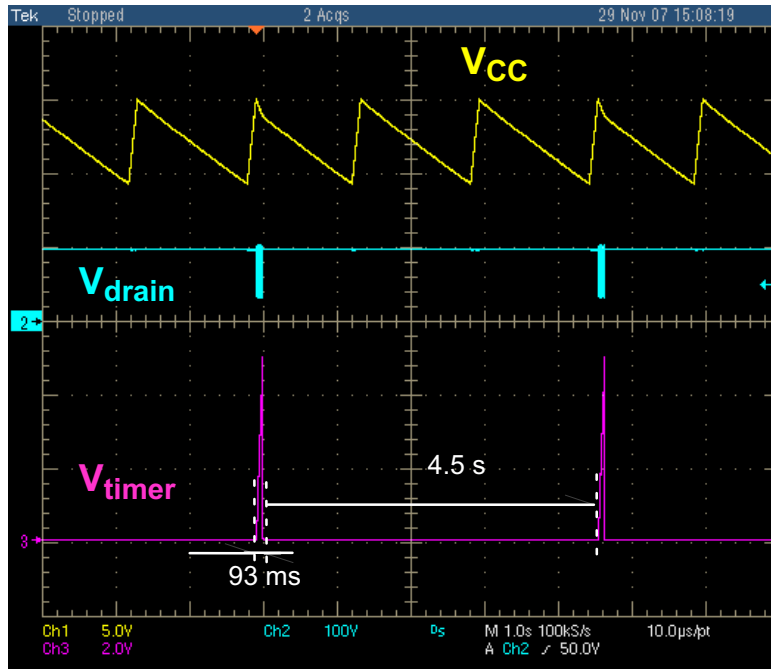 Tek Stopped 2 Acqs 29 Nov 07 15:08:19
VCC
Vdrain
2
Vtimer
4.5 s
3
93 ms
Ch1 5.0V Ch2 100V Ds M 1.0s 100kS/s 10.0µs/pt
Ch3 2.0V A Ch2 ∕ 50.0V